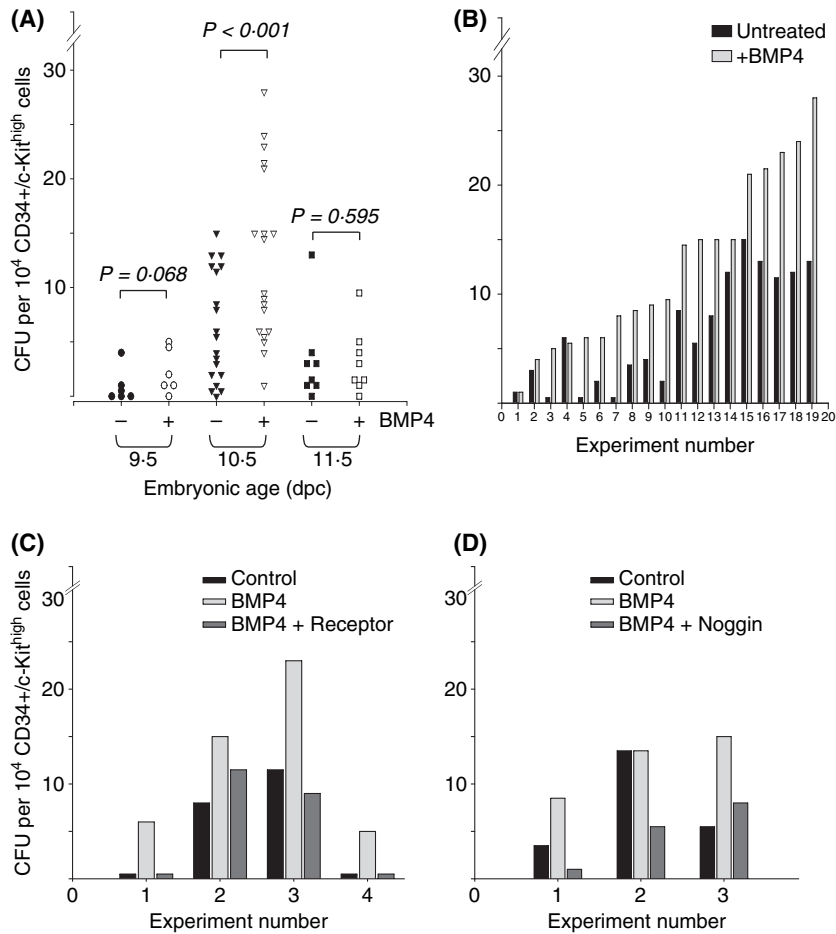 (A)
P < 0·001
30
20
10
CFU per 10⁴ CD34+/c-Kit^high cells
P = 0·068
P = 0·595
− + − + − + BMP4
9·5 10·5 11·5
Embryonic age (dpc)
(B)
Untreated
+BMP4
30
20
10
0
0 1 2 3 4 5 6 7 8 9 10 11 12 13 14 15 16 17 18 19 20
Experiment number
(C)
Control
BMP4
BMP4 + Receptor
30
20
10
CFU per 10⁴ CD34+/c-Kit^high cells
0 1 2 3 4
Experiment number
(D)
Control
BMP4
BMP4 + Noggin
30
20
10
0 1 2 3
Experiment number